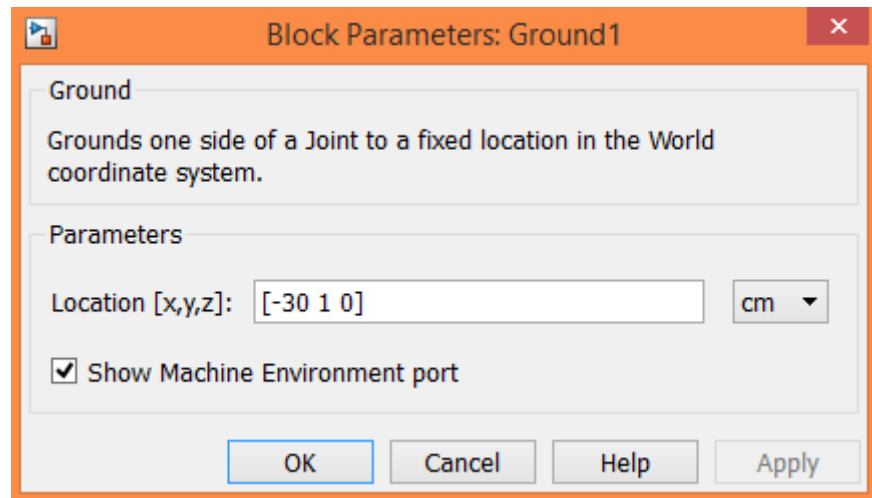 Block Parameters: Ground1
×
Ground
Grounds one side of a Joint to a fixed location in the World
coordinate system.
Parameters
Location [x,y,z]: [-30 1 0] cm
Show Machine Environment port
OK Cancel Help Apply